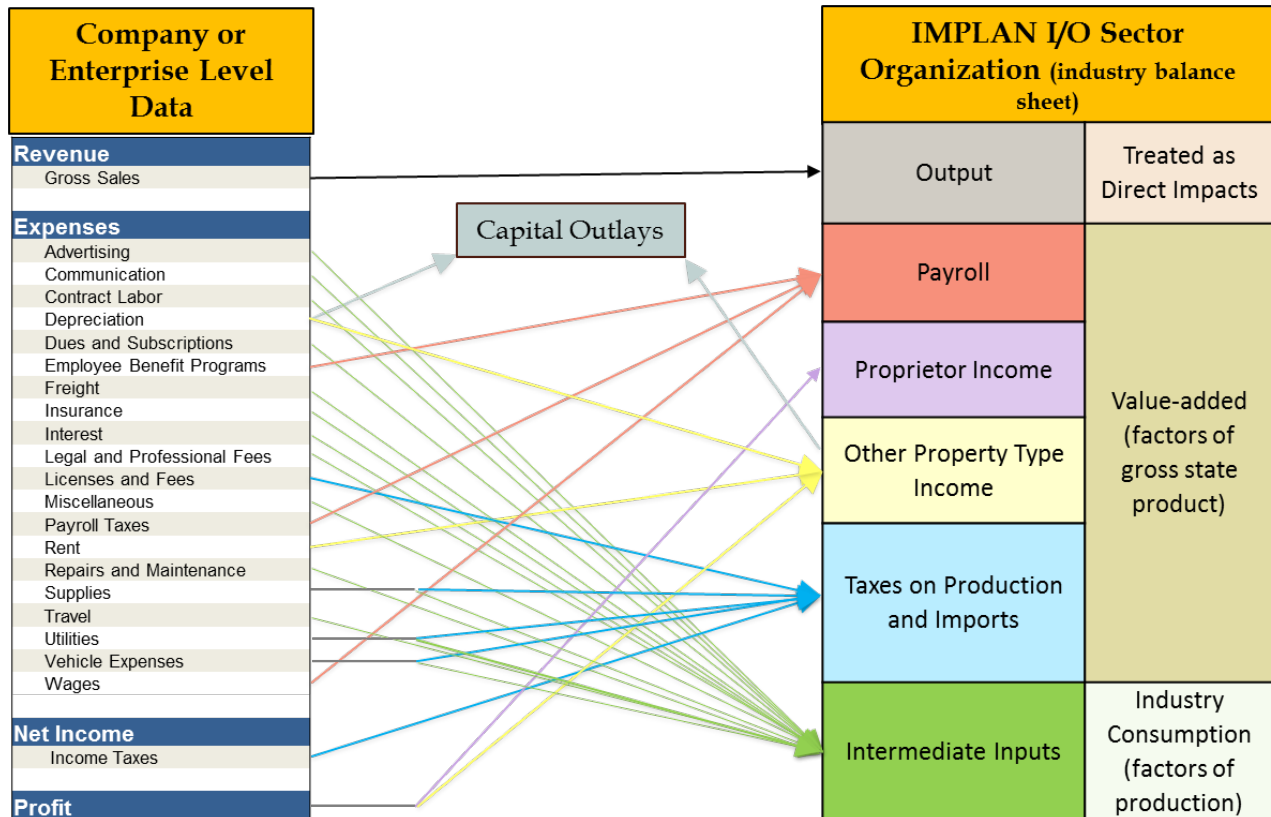 Company or
Enterprise Level
Data
Revenue
Gross Sales
Expenses
Advertising
Communication
Contract Labor
Depreciation
Dues and Subscriptions
Employee Benefit Programs
Freight
Insurance
Interest
Legal and Professional Fees
Licenses and Fees
Miscellaneous
Payroll Taxes
Rent
Repairs and Maintenance
Supplies
Travel
Utilities
Vehicle Expenses
Wages
Net Income
Income Taxes
Profit
Capital Outlays
IMPLAN I/O Sector
Organization (industry balance
sheet)
Output
Treated as
Direct Impacts
Payroll
Proprietor Income
Other Property Type
Income
Taxes on Production
and Imports
Value-added
(factors of
gross state
product)
Intermediate Inputs
Industry
Consumption
(factors of
production)